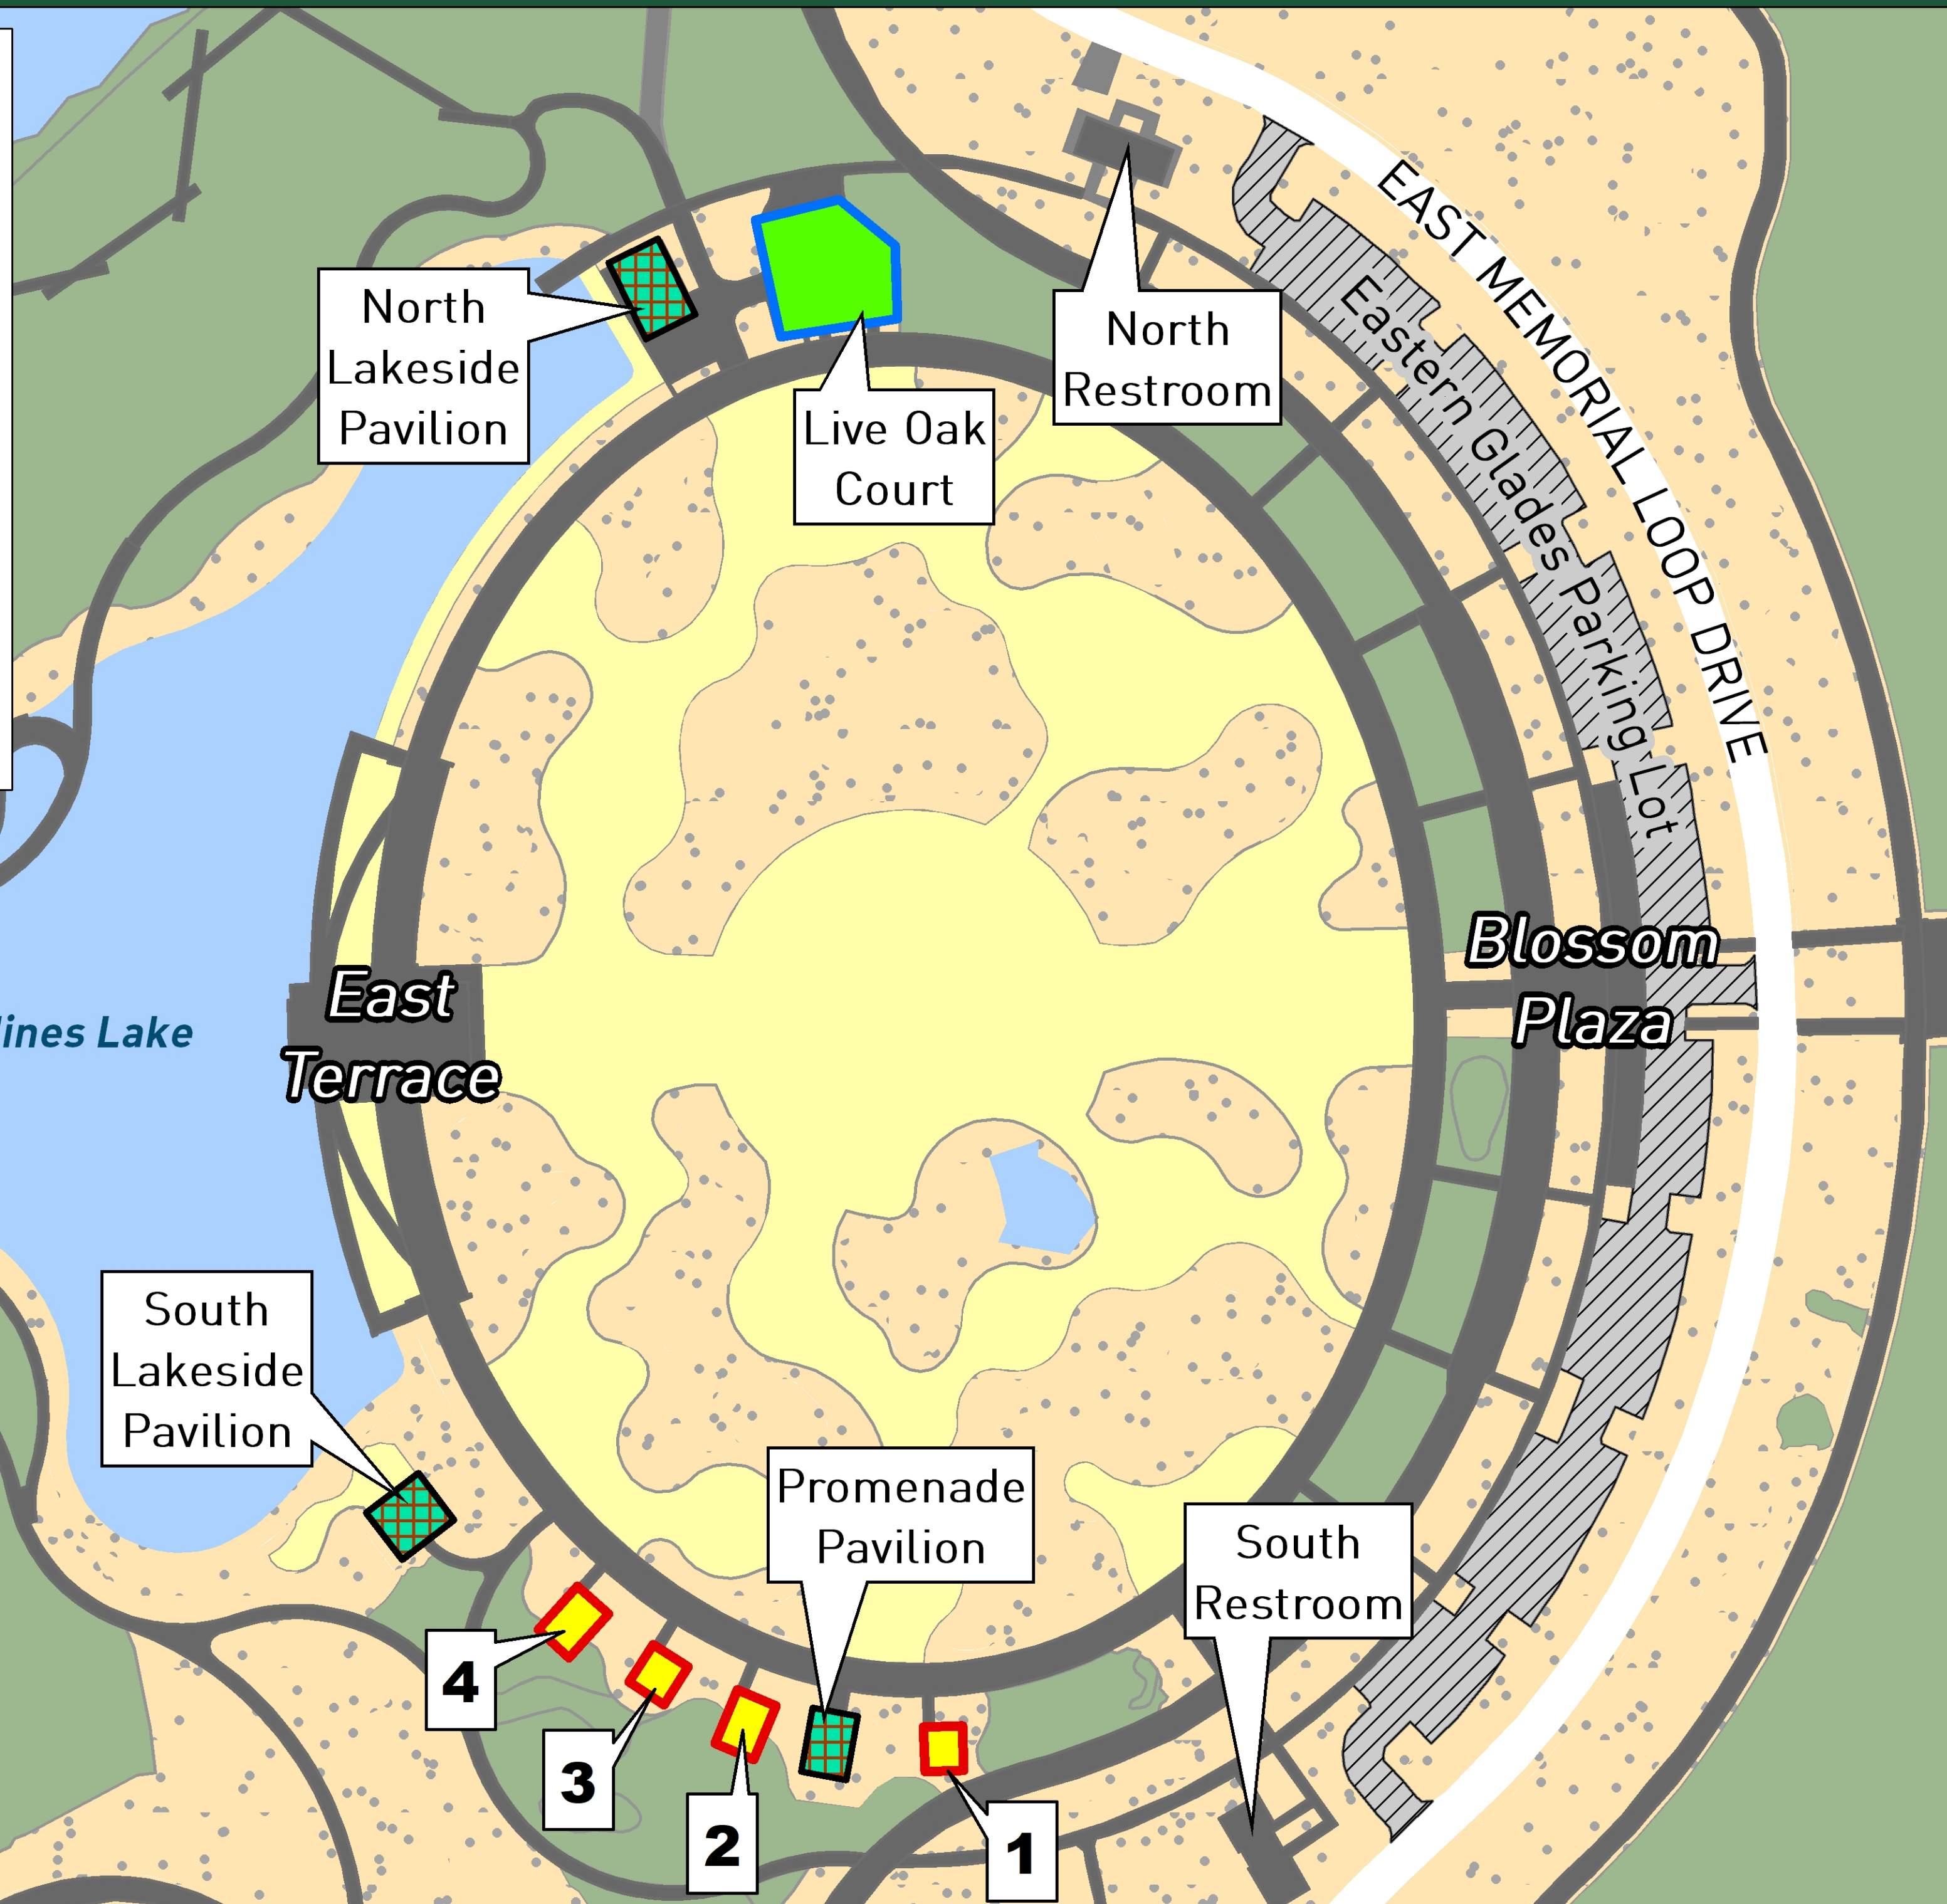 EAST MEMORIAL LOOP DRIVE
Eastern Glades Parking Lot
North
Lakeside
Pavilion
North
Restroom
Live Oak
Court
Blossom
Plaza
East
Terrace
ines Lake
South
Lakeside
Pavilion
Promenade
Pavilion
South
Restroom
4
3
2
1